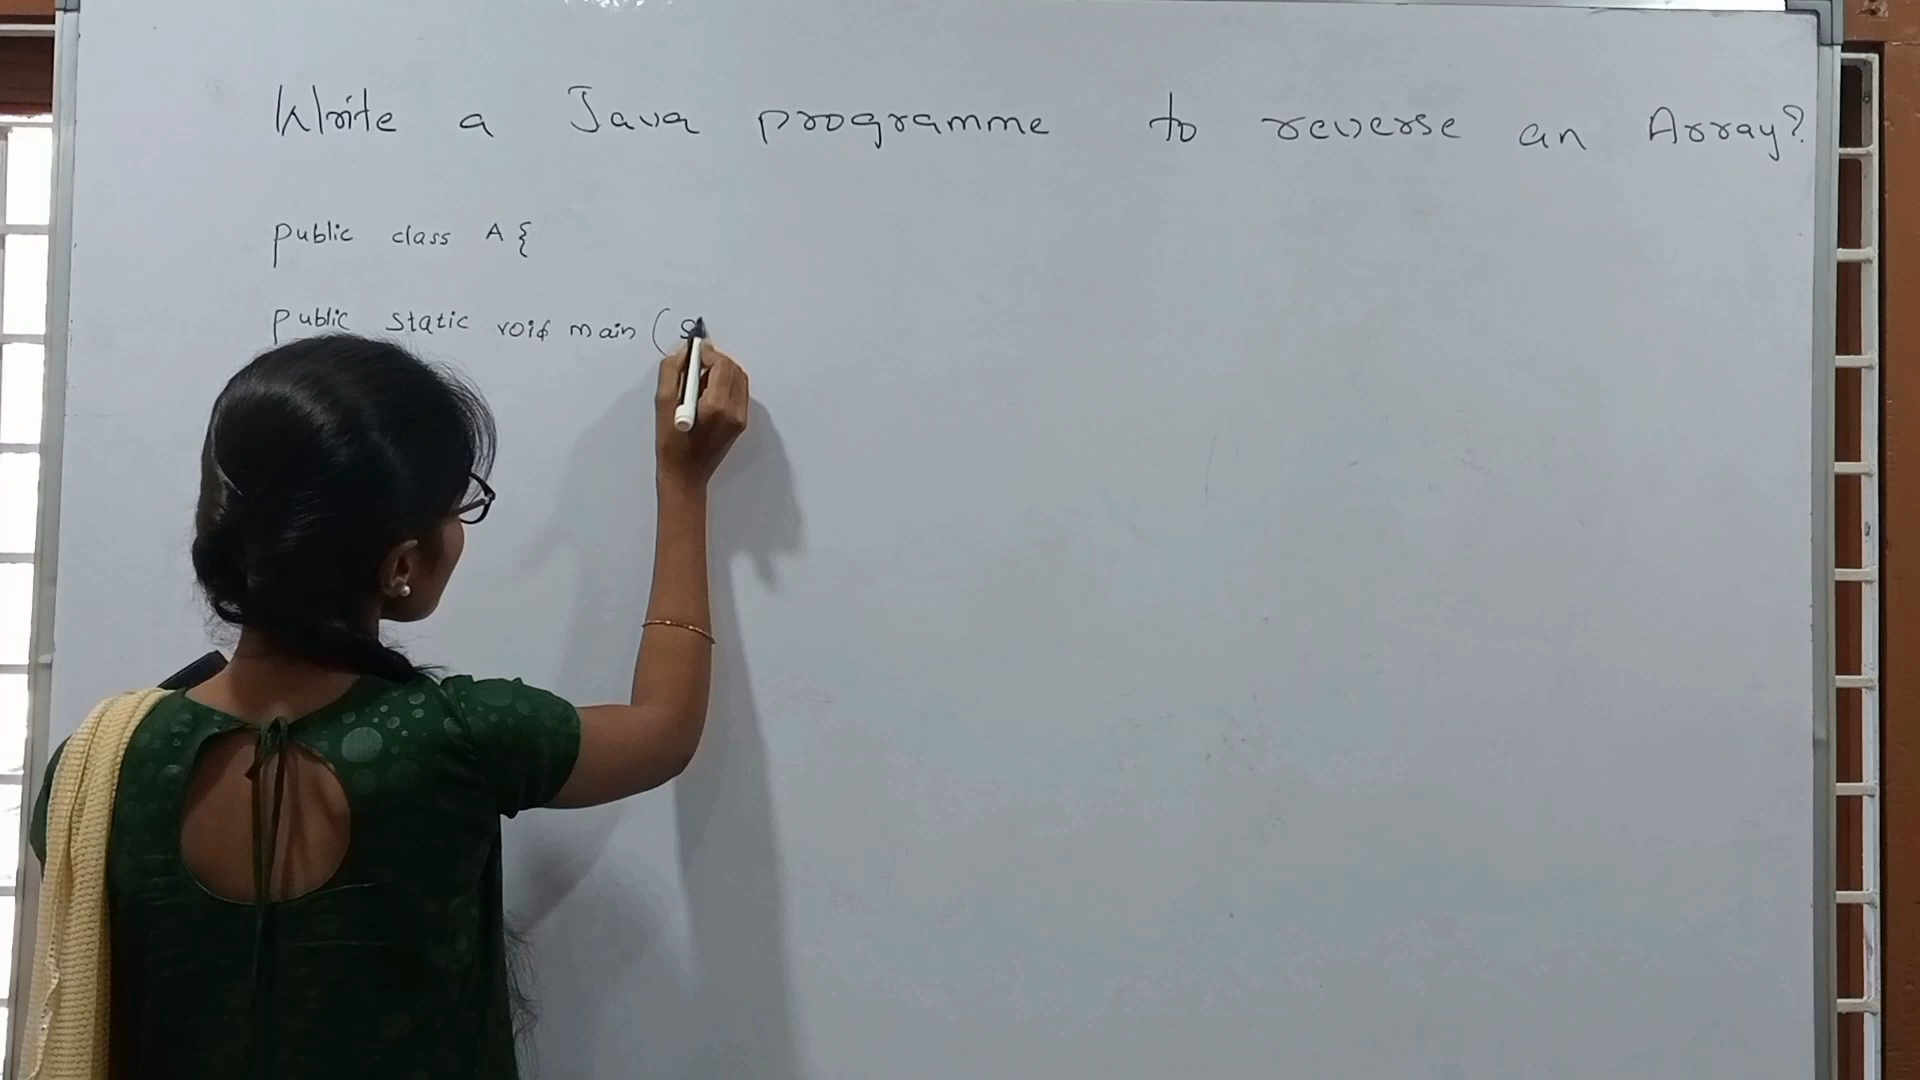 Write a Java programme to reverse an Array?
public class A {
public static void main ( S